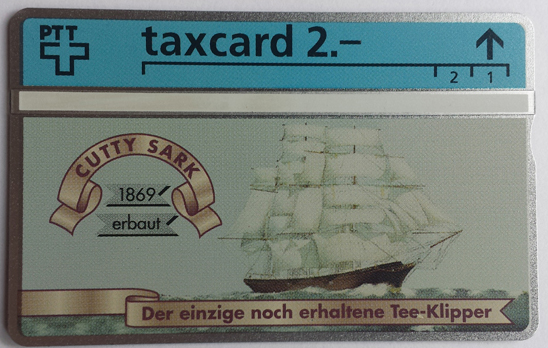 PTT
taxcard 2.–
2 1
CUTTY SARK
1869
erbaut
Der einzige noch erhaltene Tee-Klipper